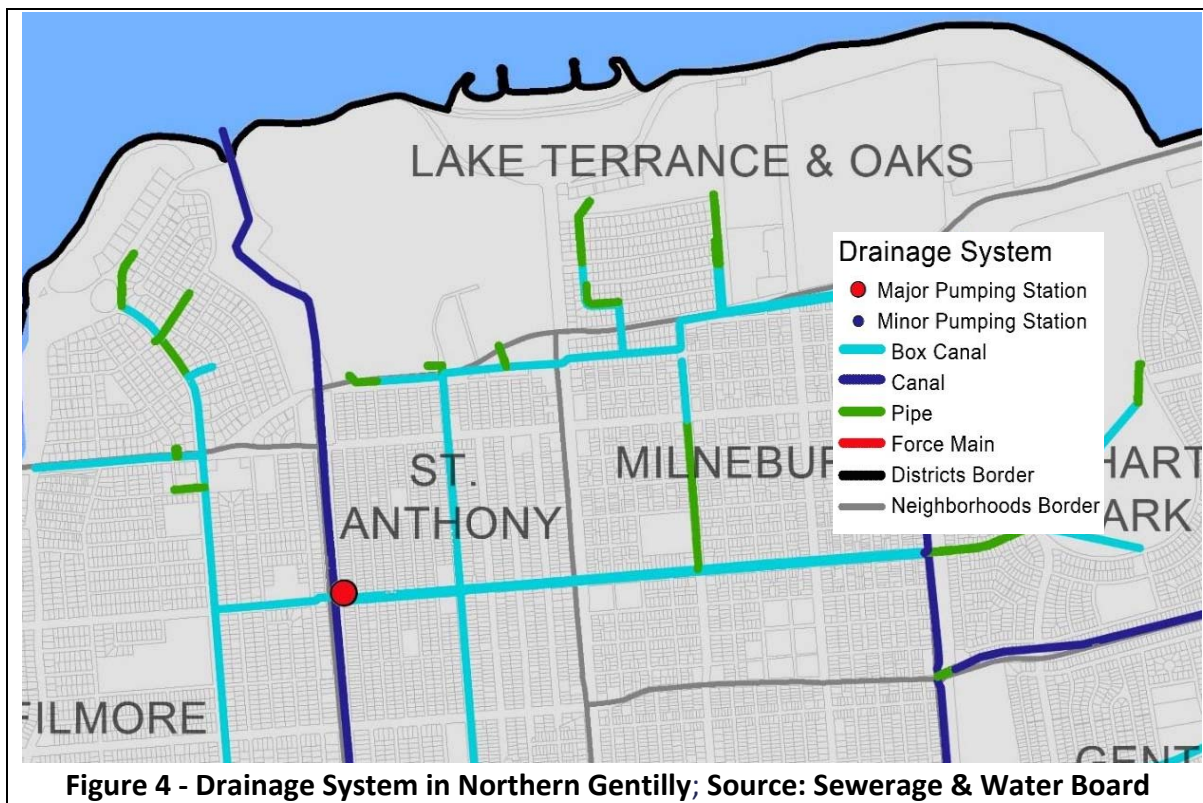 LAKE TERRANCE & OAKS
Drainage System
Major Pumping Station
Minor Pumping Station
Box Canal
Canal
Pipe
Force Main
Districts Border
Neighborhoods Border
ST.
ANTHONY
MILNEBUR
HART
ARK
FILMORE
GENT
Figure 4 - Drainage System in Northern Gentilly; Source: Sewerage & Water Board